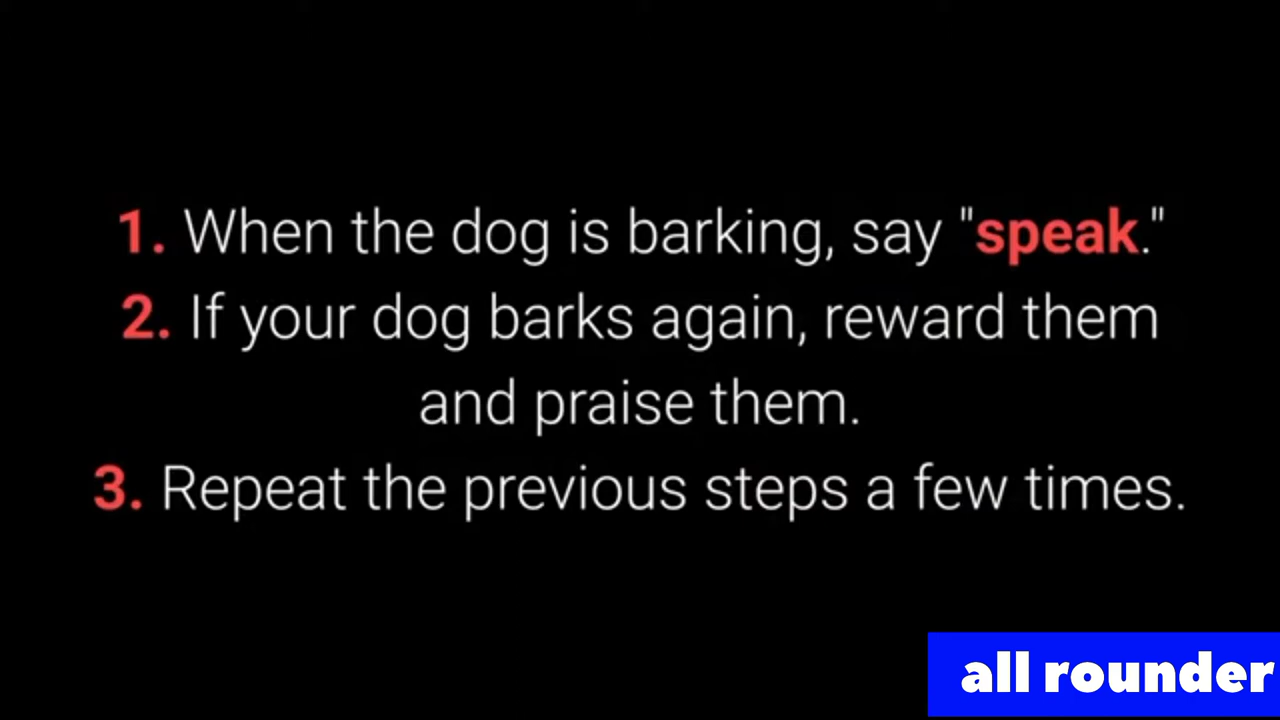 1. When the dog is barking, say "speak."
2. If your dog barks again, reward them
and praise them.
3. Repeat the previous steps a few times.
all rounder